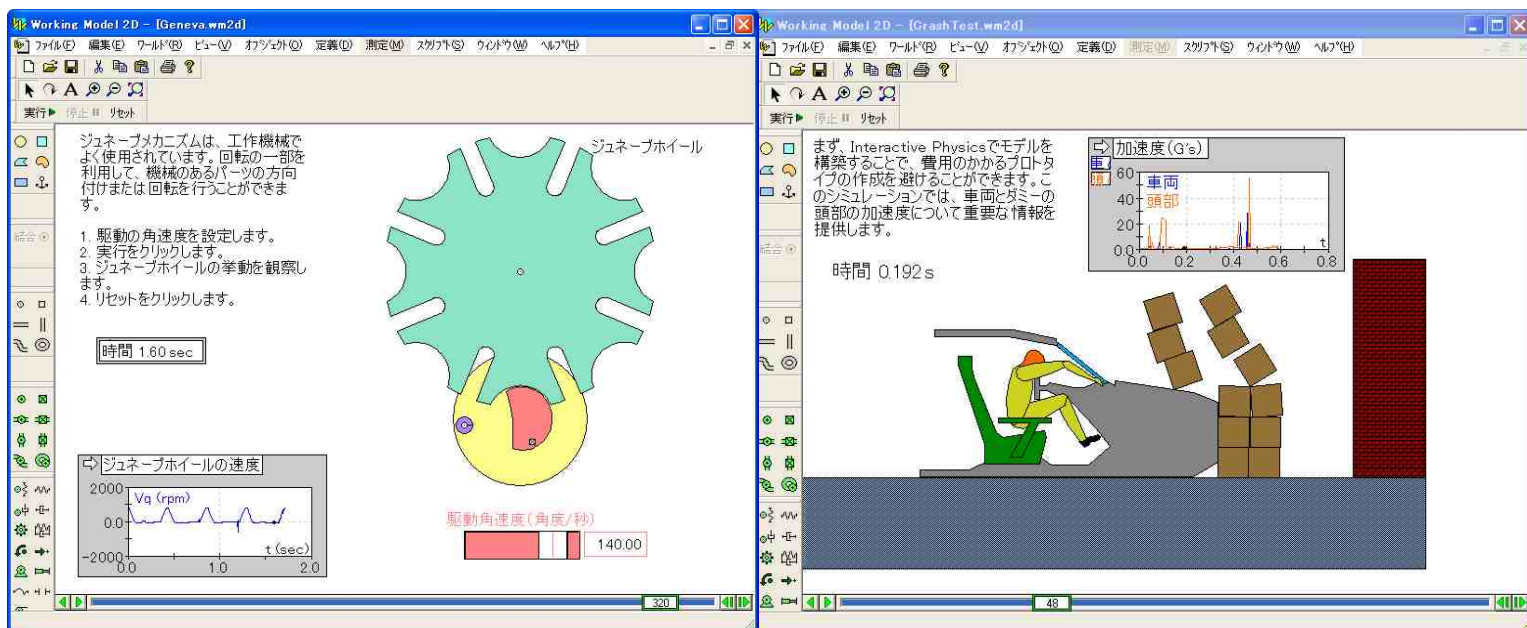 Working Model 2D - [Geneva.wm2d]
ファイル(F) 編集(E) ワールド(R) ビュー(V) オブジェクト(O) 定義(D) 測定(M) スクリプト(S) ウィンドウ(W) ヘルプ(H)
実行 停止 リセット
ジュネーブメカニズムは、工作機械で
よく使用されています。回転の一部を
利用して、機械のあるパーツの方向
付けまたは回転を行うことができま
す。
1. 駆動の角速度を設定します。
2. 実行をクリックします。
3. ジュネーブホイールの挙動を観察し
ます。
4. リセットをクリックします。
ジュネーブホイール
結合
時間 1.60 sec
ジュネーブホイールの速度
2000
Vq (rpm)
0.0
t (sec)
-2000
0.0 1.0 2.0
駆動角速度(角度/秒)
140.00
320
Working Model 2D - [CrashTest.wm2d]
ファイル(F) 編集(E) ワールド(R) ビュー(V) オブジェクト(O) 定義(D) 測定(M) スクリプト(S) ウィンドウ(W) ヘルプ(H)
実行 停止 リセット
まず、Interactive Physicsでモデルを
構築することで、費用のかかるプロトタ
イプの作成を避けることができます。こ
のシミュレーションでは、車両とダミーの
頭部の加速度について重要な情報を
提供します。
結合
時間 0.192 s
加速度(G's)
車
頭
60
車両
40
頭部
20
t
0.0
0.0 0.2 0.4 0.6 0.8
48